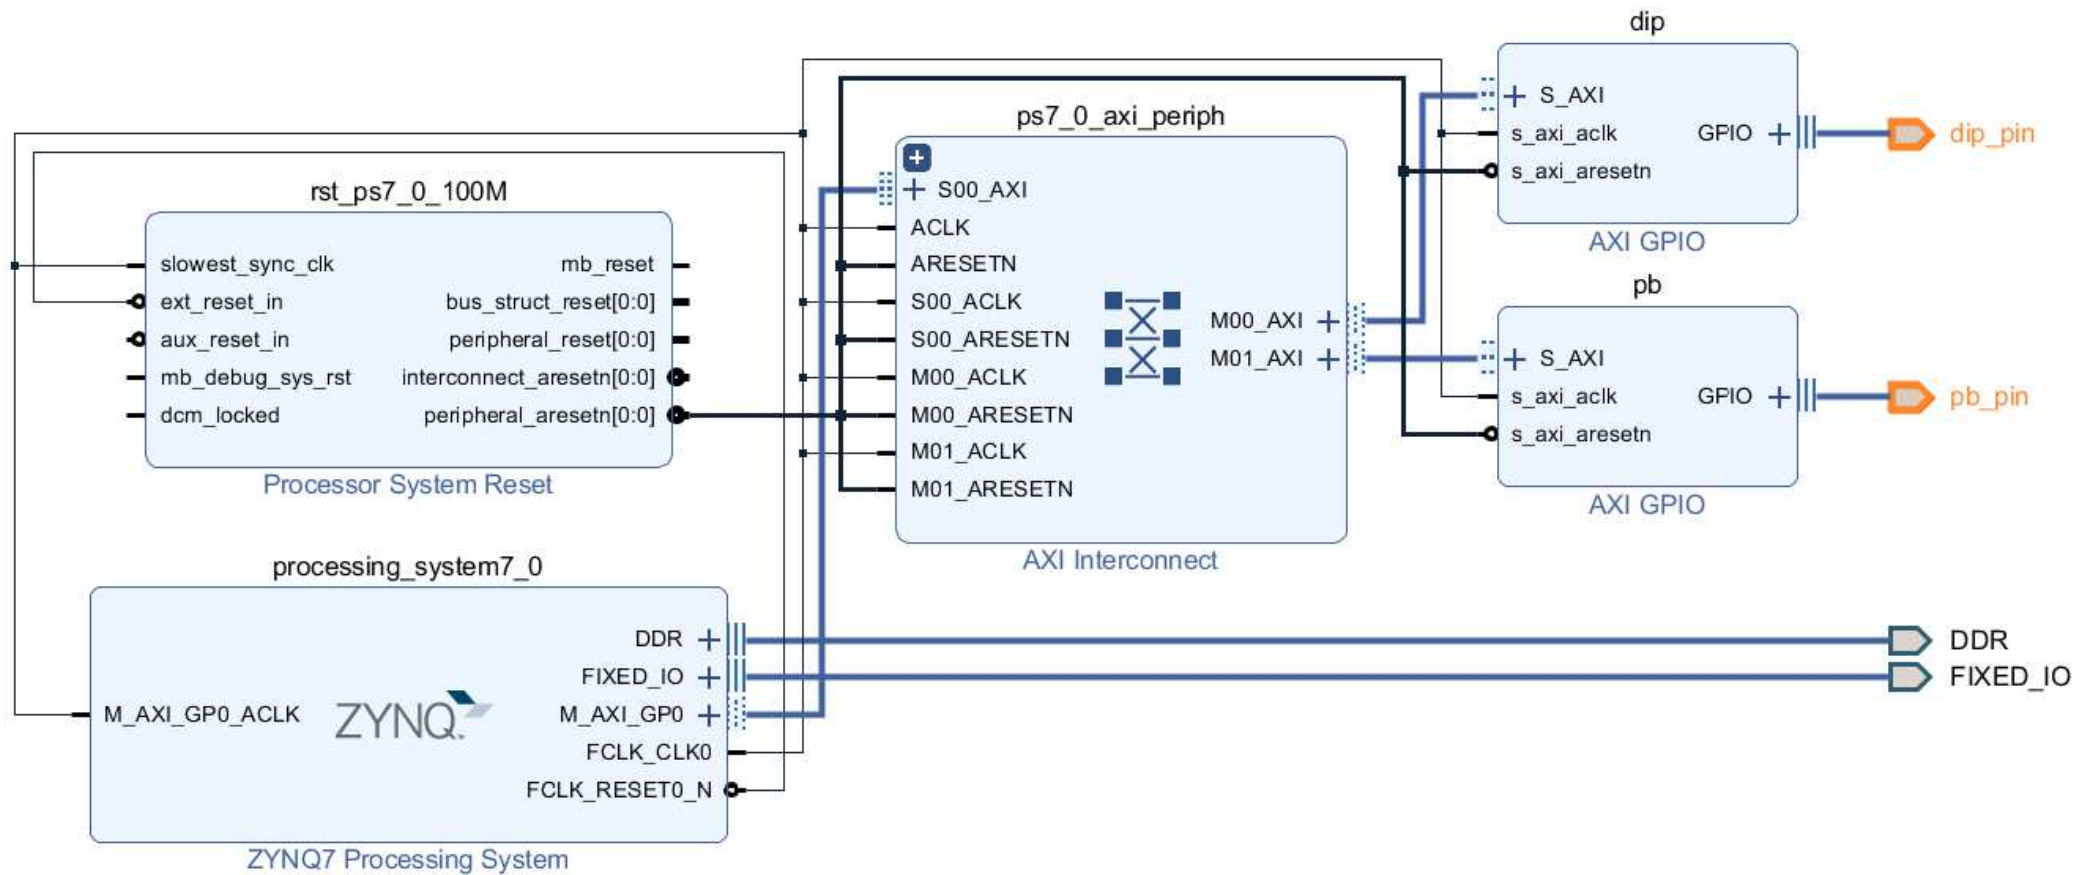 dip
S_AXI
s_axi_aclk
s_axi_aresetn
GPIO
AXI GPIO
dip_pin
ps7_0_axi_periph
S00_AXI
ACLK
ARESETN
S00_ACLK
S00_ARESETN
M00_ACLK
M00_ARESETN
M01_ACLK
M01_ARESETN
M00_AXI
M01_AXI
AXI Interconnect
rst_ps7_0_100M
slowest_sync_clk
ext_reset_in
aux_reset_in
mb_debug_sys_rst
dcm_locked
mb_reset
bus_struct_reset[0:0]
peripheral_reset[0:0]
interconnect_aresetn[0:0]
peripheral_aresetn[0:0]
Processor System Reset
pb
S_AXI
s_axi_aclk
s_axi_aresetn
GPIO
AXI GPIO
pb_pin
processing_system7_0
M_AXI_GP0_ACLK
ZYNQ
DDR
FIXED_IO
M_AXI_GP0
FCLK_CLK0
FCLK_RESET0_N
ZYNQ7 Processing System
DDR
FIXED_IO